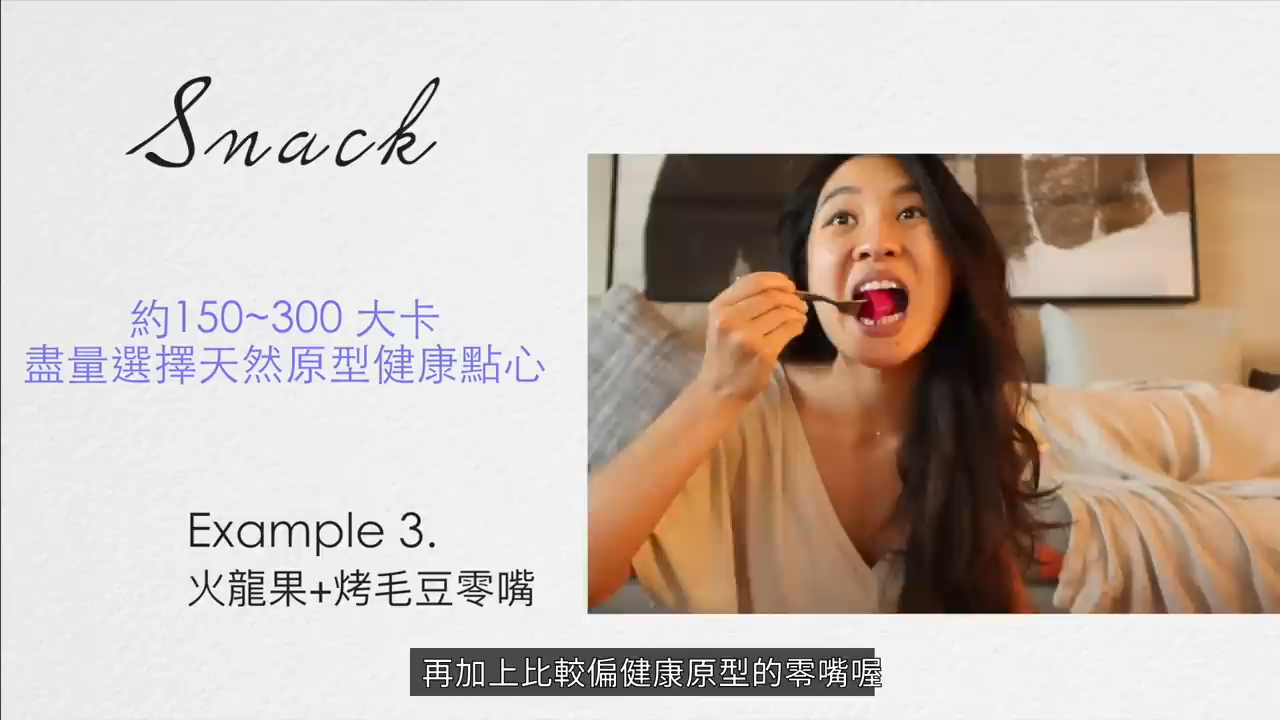 Snack
約150~300 大卡
盡量選擇天然原型健康點心
Example 3.
火龍果+烤毛豆零嘴
再加上比較偏健康原型的零嘴喔